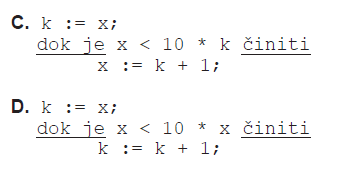 C. k := x;
dok je x < 10 * k činiti
x := k + 1;
D. k := x;
dok je x < 10 * x činiti
k := k + 1;